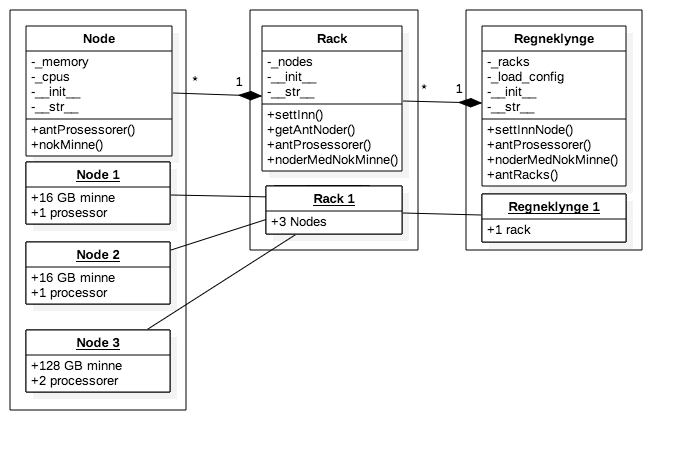 Node
-_memory
-_cpus
-__init__
-__str__
+antProsessorer()
+nokMinne()
Node 1
+16 GB minne
+1 prosessor
Node 2
+16 GB minne
+1 processor
Node 3
+128 GB minne
+2 processorer
*
1
Rack
-_nodes
-__init__
-__str__
+settInn()
+getAntNoder()
+antProsessorer()
+noderMedNokMinne()
Rack 1
+3 Nodes
*
1
Regneklynge
-_racks
-_load_config
-__init__
-__str__
+settInnNode()
+antProsessorer()
+noderMedNokMinne()
+antRacks()
Regneklynge 1
+1 rack